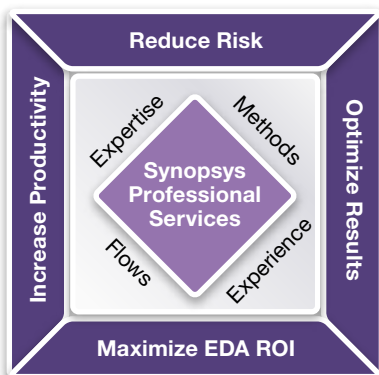 Reduce Risk
Increase Productivity
Expertise
Methods
Synopsys
Professional
Services
Flows
Experience
Optimize Results
Maximize EDA ROI